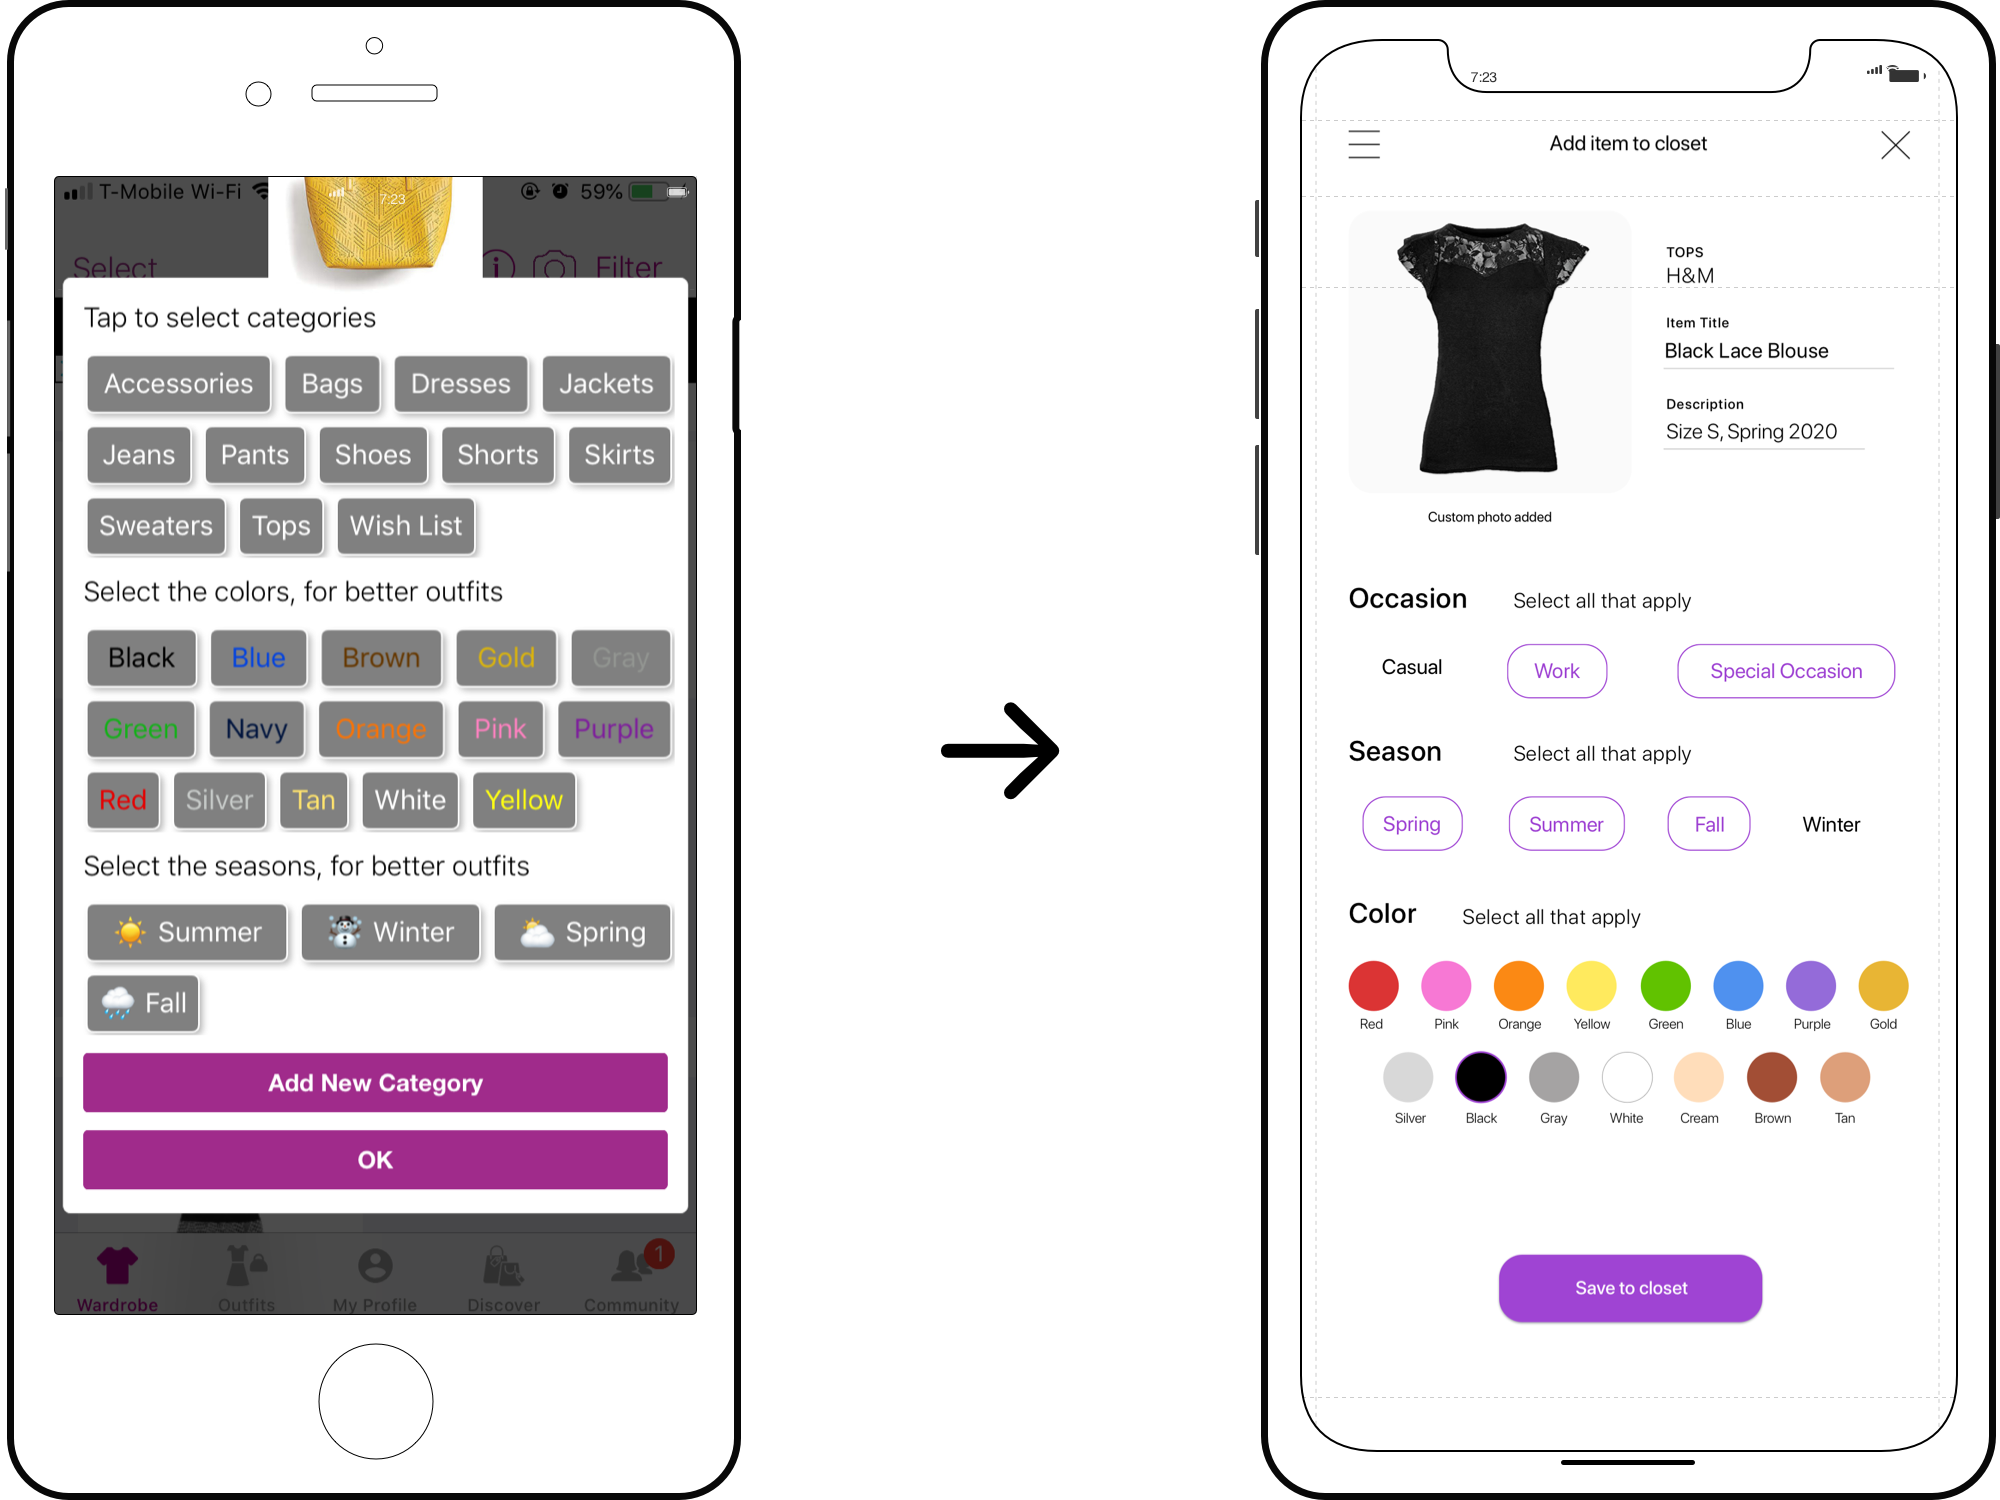 T-Mobile Wi-Fi 7:23 59%
Select Filter
Tap to select categories
Accessories Bags Dresses Jackets
Jeans Pants Shoes Shorts Skirts
Sweaters Tops Wish List
Select the colors, for better outfits
Black Blue Brown Gold Gray
Green Navy Orange Pink Purple
Red Silver Tan White Yellow
Select the seasons, for better outfits
Summer Winter Spring
Fall
Add New Category
OK
1
Wardrobe Outfits My Profile Discover Community
7:23
Add item to closet
TOPS
H&M
Item Title
Black Lace Blouse
Description
Size S, Spring 2020
Custom photo added
Occasion Select all that apply
Casual Work Special Occasion
Season Select all that apply
Spring Summer Fall Winter
Color Select all that apply
Red Pink Orange Yellow Green Blue Purple Gold
Silver Black Gray White Cream Brown Tan
Save to closet